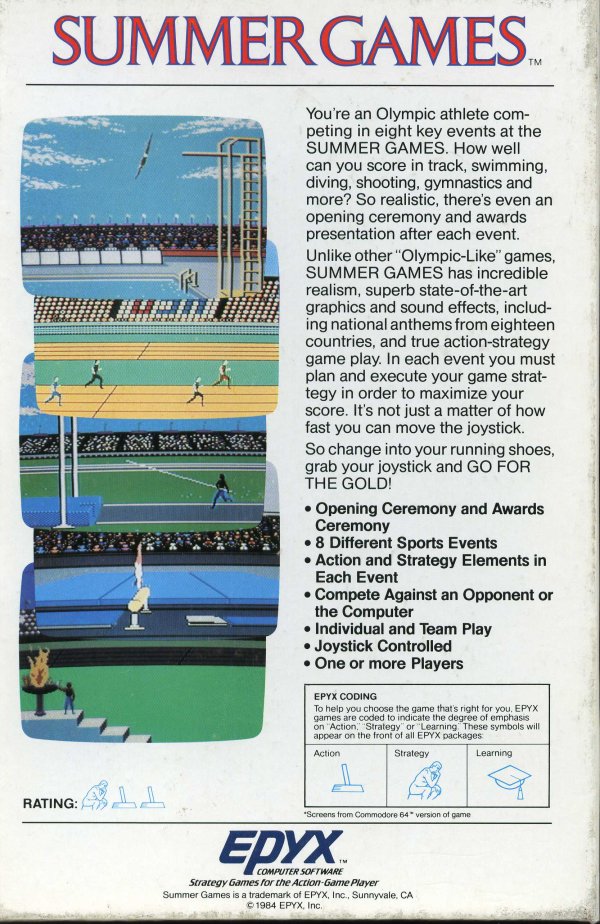 SUMMER GAMES™
You're an Olympic athlete com-
peting in eight key events at the
SUMMER GAMES. How well
can you score in track, swimming,
diving, shooting, gymnastics and
more? So realistic, there's even an
opening ceremony and awards
presentation after each event.
Unlike other "Olympic-Like" games,
SUMMER GAMES has incredible
realism, superb state-of-the-art
graphics and sound effects, includ-
ing national anthems from eighteen
countries, and true action-strategy
game play. In each event you must
plan and execute your game strat-
tegy in order to maximize your
score. It's not just a matter of how
fast you can move the joystick.
So change into your running shoes,
grab your joystick and GO FOR
THE GOLD!
• Opening Ceremony and Awards
Ceremony
• 8 Different Sports Events
• Action and Strategy Elements in
Each Event
• Compete Against an Opponent or
the Computer
• Individual and Team Play
• Joystick Controlled
• One or more Players
EPYX CODING
To help you choose the game that's right for you, EPYX
games are coded to indicate the degree of emphasis
on "Action," "Strategy" or "Learning." These symbols will
appear on the front of all EPYX packages:
Action Strategy Learning
*Screens from Commodore 64™ version of game
RATING:
EPYX™
COMPUTER SOFTWARE
Strategy Games for the Action-Game Player
Summer Games is a trademark of EPYX, Inc., Sunnyvale, CA
© 1984 EPYX, Inc.